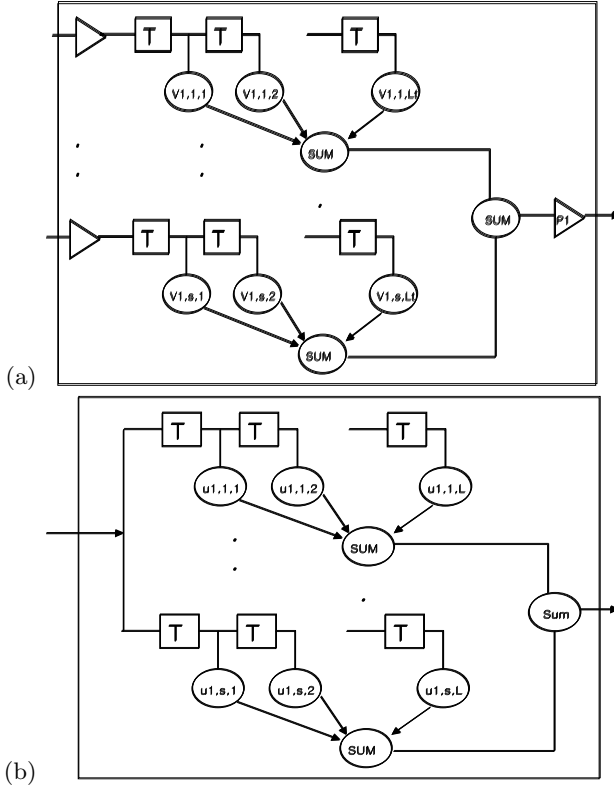 T T T
V1,1,1 V1,1,2 V1,1,Lt
SUM
SUM P1
T T T
V1,s,1 V1,s,2 V1,s,Lt
SUM
(a)
T T T
u1,1,1 u1,1,2 u1,1,L
SUM
Sum
T T T
u1,s,1 u1,s,2 u1,s,L
SUM
(b)